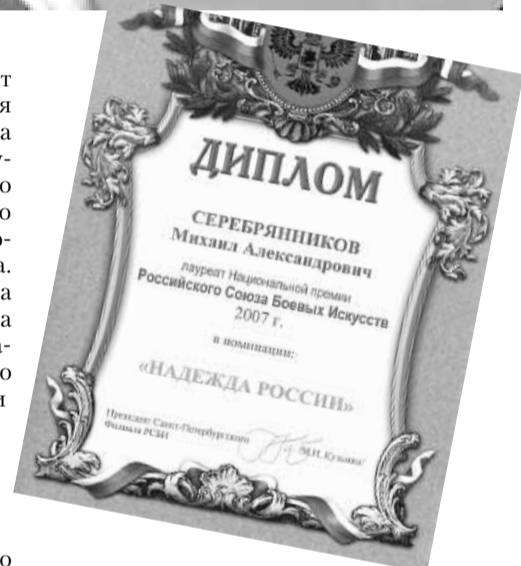 т
я
а
у-
о
о
о-
а.
а
а
а-
о
и
о
ДИПЛОМ
СЕРЕБРЯННИКОВ
Михаил Александрович
лауреат Национальной премии
Российского Союза Боевых Искусств
2007 г.
в номинации:
«НАДЕЖДА РОССИИ»
Президент Санкт-Петербургского
Филиала РСБИ